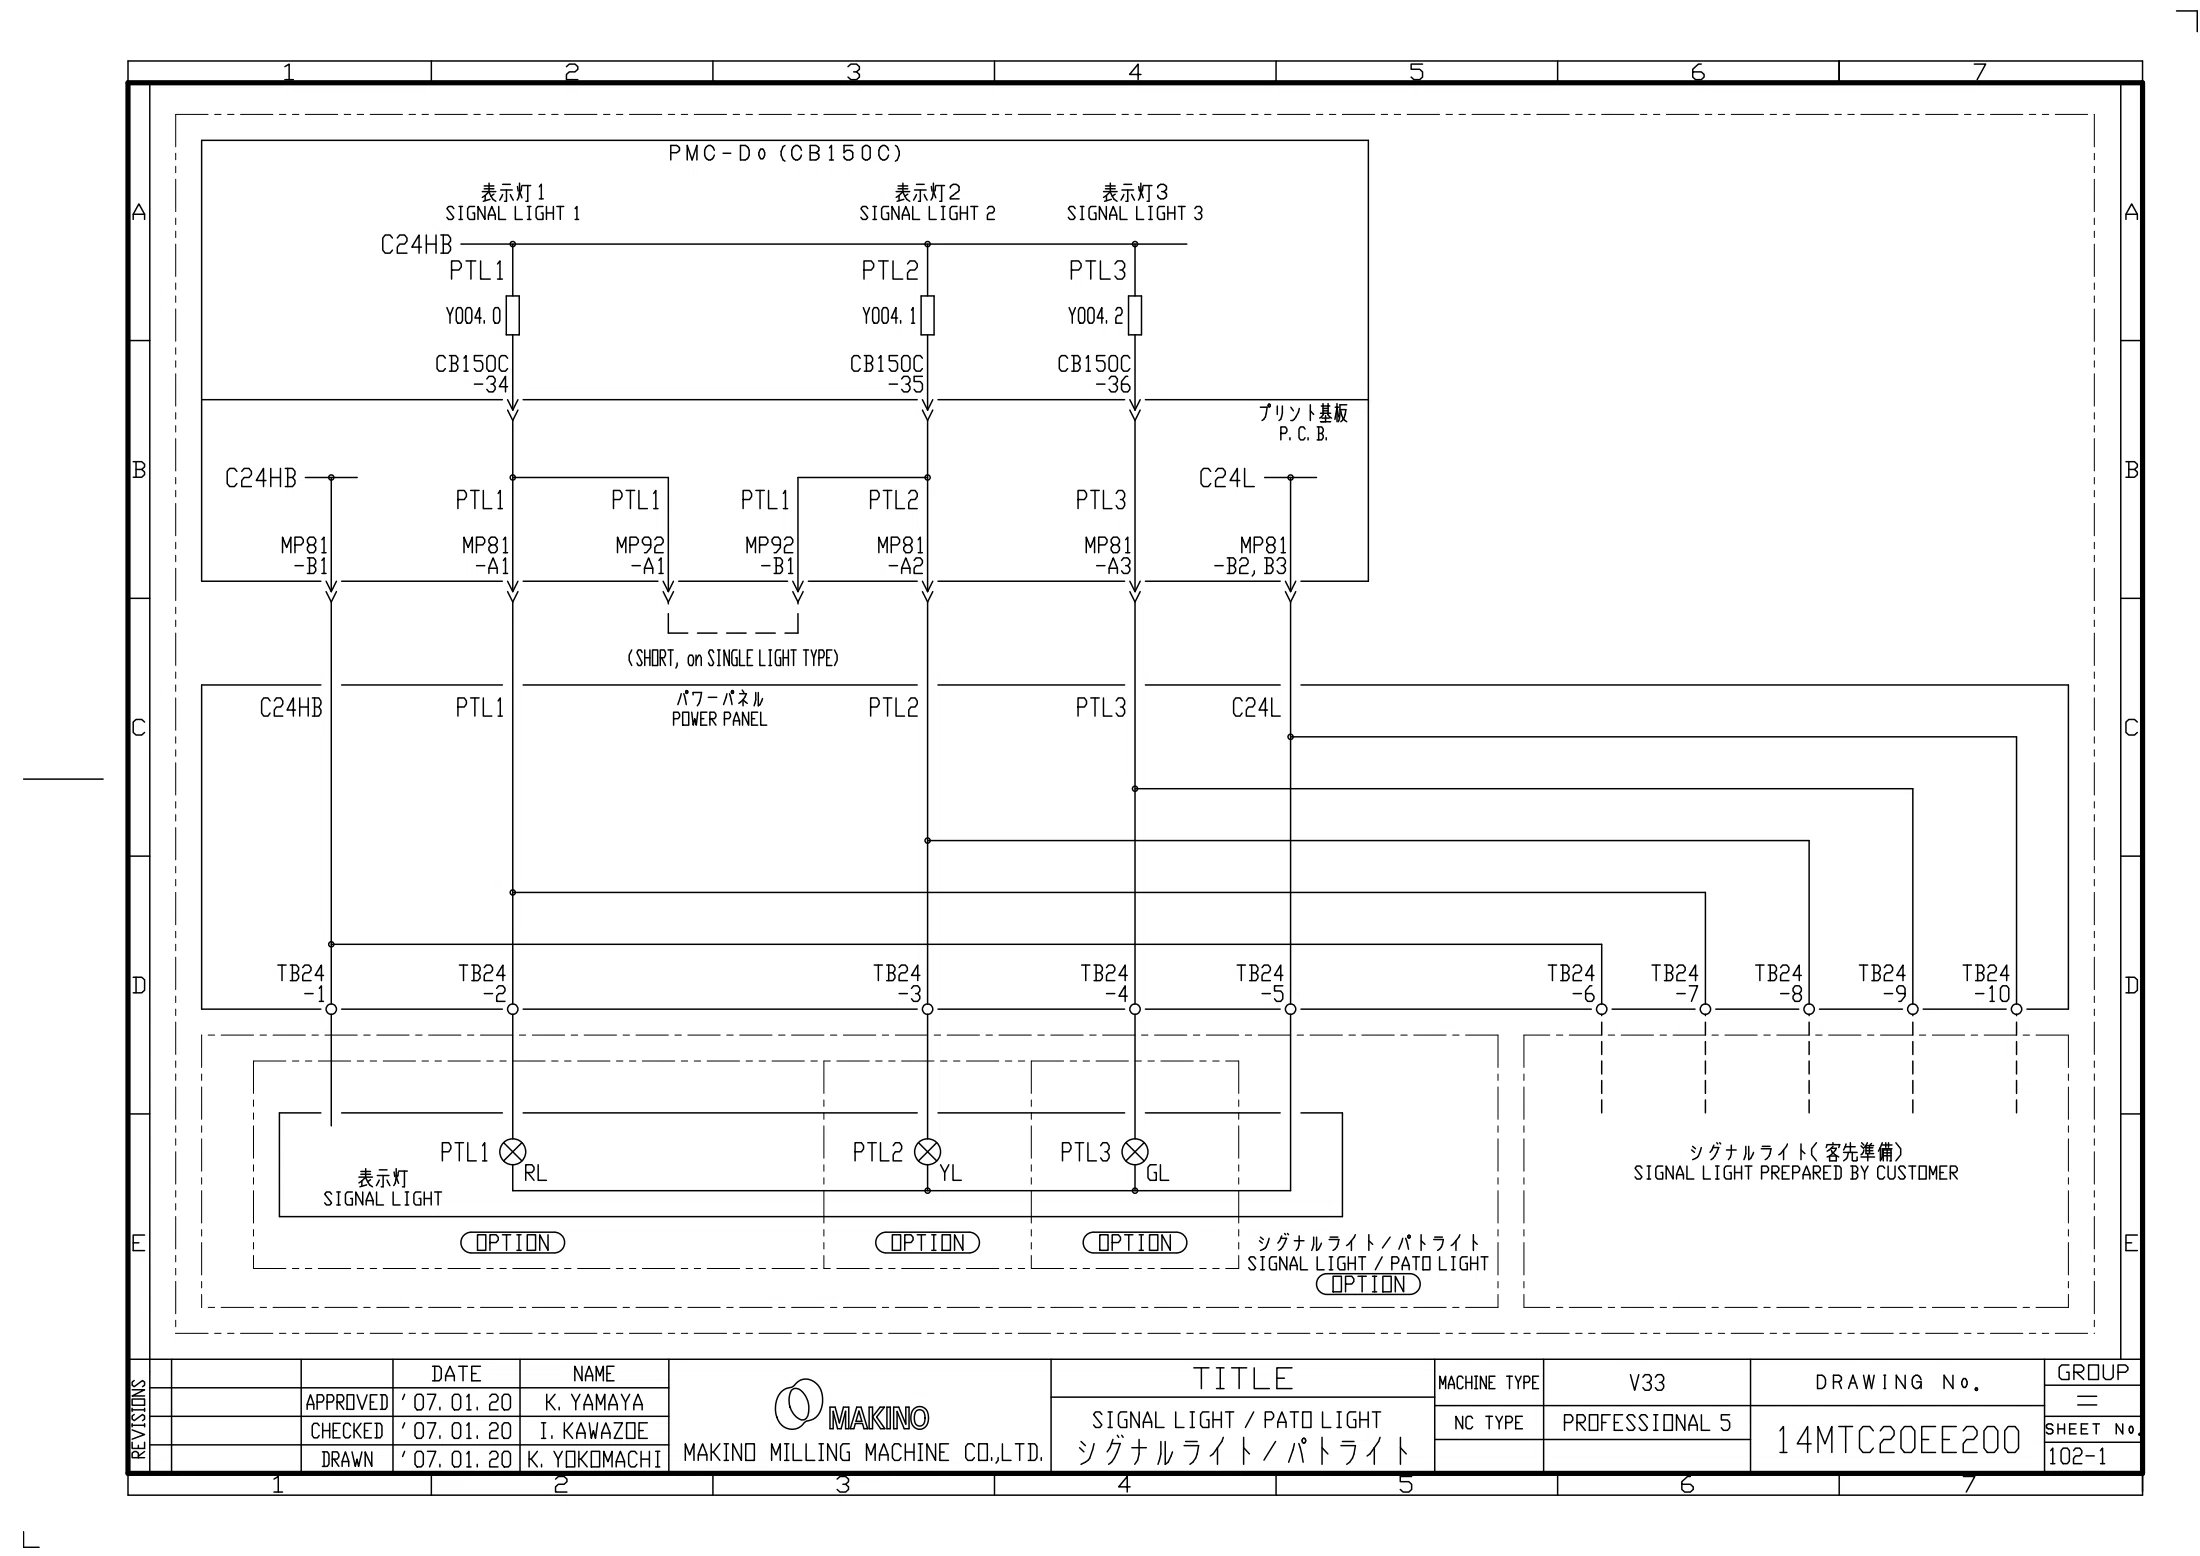 1 2 3 4 5 6 7
PMC-Do (CB150C)
表示灯1 表示灯2 表示灯3
SIGNAL LIGHT 1 SIGNAL LIGHT 2 SIGNAL LIGHT 3
A A
C24HB
PTL1 PTL2 PTL3
Y004.0 Y004.1 Y004.2
CB150C CB150C CB150C
-34 -35 -36
プリント基板
P.C.B.
B B
C24HB C24L
PTL1 PTL1 PTL1 PTL2 PTL3
MP81 MP81 MP92 MP92 MP81 MP81 MP81
-B1 -A1 -A1 -B1 -A2 -A3 -B2,B3
(SHORT, on SINGLE LIGHT TYPE)
パワーパネル
POWER PANEL
C24HB PTL1 PTL2 PTL3 C24L
C C
TB24 TB24 TB24 TB24 TB24 TB24 TB24 TB24 TB24 TB24
-1 -2 -3 -4 -5 -6 -7 -8 -9 -10
D D
PTL1 PTL2 PTL3
RL YL GL
表示灯
SIGNAL LIGHT
シグナルライト(客先準備)
SIGNAL LIGHT PREPARED BY CUSTOMER
E E
OPTION OPTION OPTION
シグナルライト/パトライト
SIGNAL LIGHT / PATO LIGHT
OPTION
REVISIONS
DATE NAME
APPROVED '07.01.20 K. YAMAYA
CHECKED '07.01.20 I. KAWAZOE
DRAWN '07.01.20 K. YOKOMACHI
MAKINO
MAKINO MILLING MACHINE CO.,LTD.
TITLE
SIGNAL LIGHT / PATO LIGHT
シグナルライト/パトライト
MACHINE TYPE V33
NC TYPE PROFESSIONAL 5
DRAWING No.
14MTC20EE200
GROUP
=
SHEET No.
102-1
1 2 3 4 5 6 7